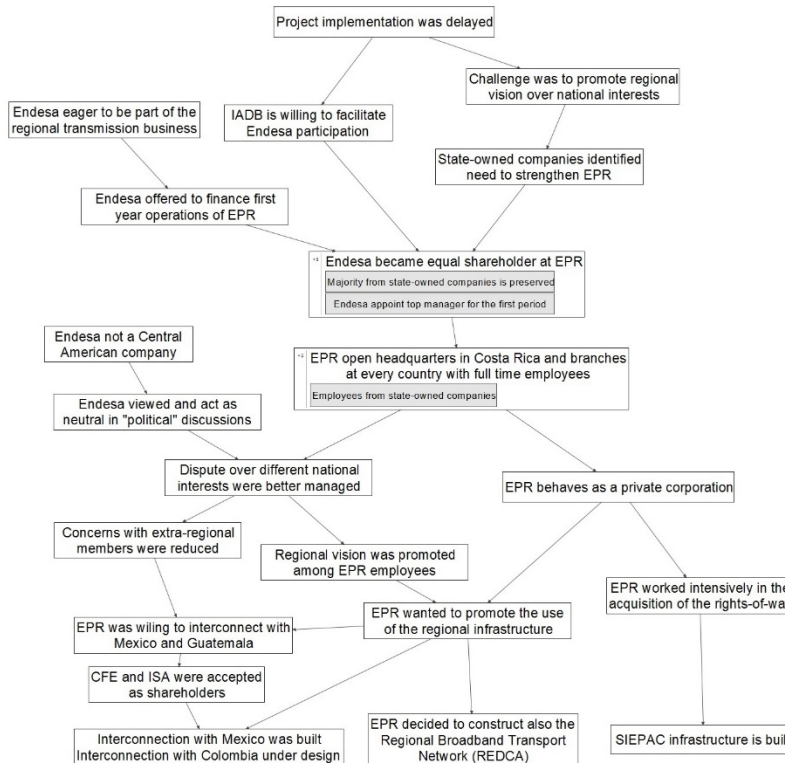 Project implementation was delayed
Challenge was to promote regional
vision over national interests
Endesa eager to be part of the
regional transmission business
IADB is willing to facilitate
Endesa participation
State-owned companies identified
need to strengthen EPR
Endesa offered to finance first
year operations of EPR
Endesa became equal shareholder at EPR
Majority from state-owned companies is preserved
Endesa appoint top manager for the first period
Endesa not a Central
American company
EPR open headquarters in Costa Rica and branches
at every country with full time employees
Employees from state-owned companies
Endesa viewed and act as
neutral in "political" discussions
Dispute over different national
interests were better managed
EPR behaves as a private corporation
Concerns with extra-regional
members were reduced
Regional vision was promoted
among EPR employees
EPR worked intensively in the
acquisition of the rights-of-wa
EPR was wiling to interconnect with
Mexico and Guatemala
EPR wanted to promote the use
of the regional infrastructure
CFE and ISA were accepted
as shareholders
Interconnection with Mexico was built
Interconnection with Colombia under design
EPR decided to construct also the
Regional Broadband Transport
Network (REDCA)
SIEPAC infrastructure is buil